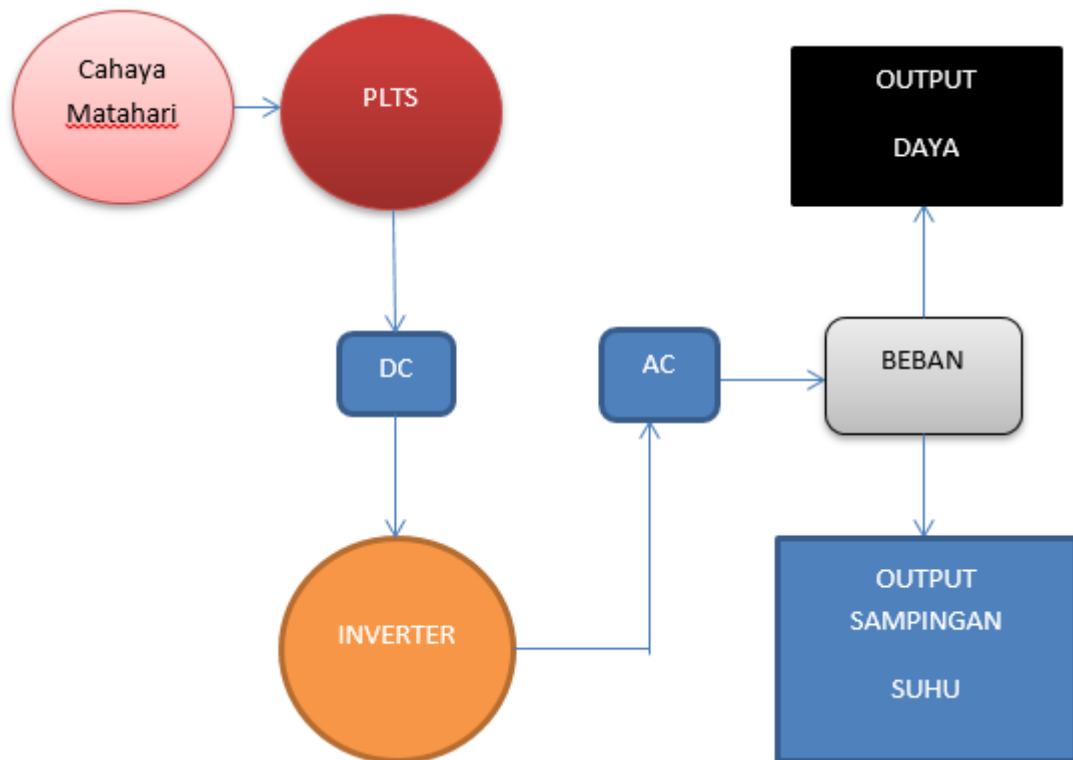 Cahaya
Matahari
PLTS
OUTPUT
DAYA
DC
AC
BEBAN
INVERTER
OUTPUT
SAMPINGAN
SUHU